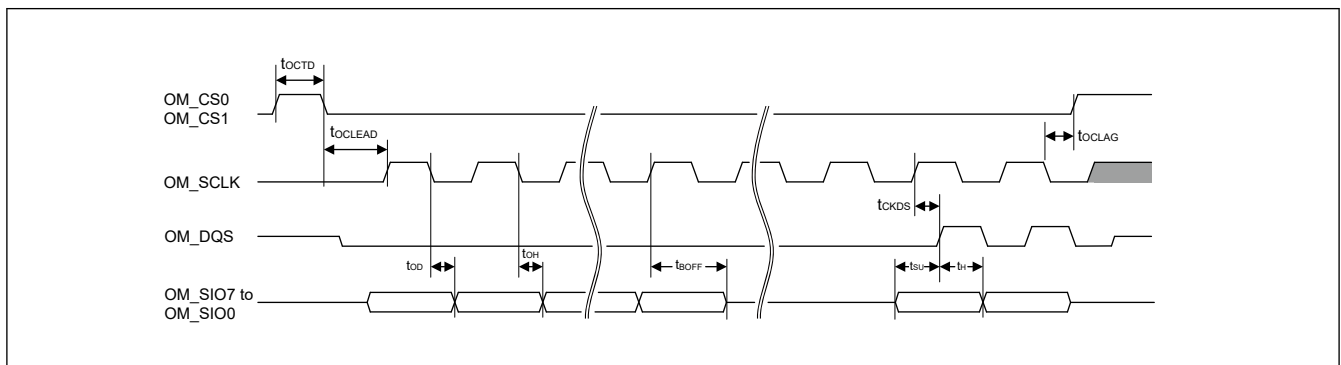 tOCTD
OM_CS0
OM_CS1
tOCLEAD
tOCLAG
OM_SCLK
tCKDS
OM_DQS
tOD
tOH
tBOFF
tSU
tH
OM_SIO7 to
OM_SIO0